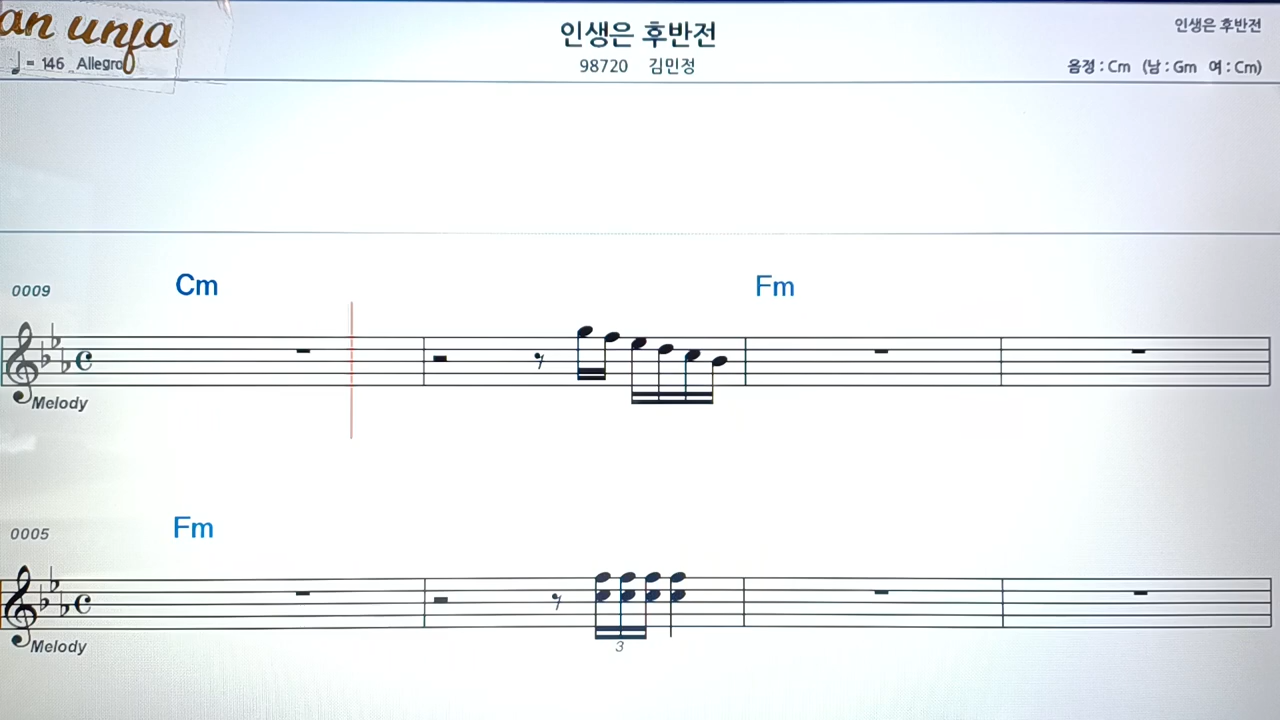 an unfa
♩ = 146 Allegro
인생은 후반전
98720 김민정
인생은 후반전
음정 : Cm (남 : Gm 여 : Cm)
0009
Cm
Fm
Melody
0005
Fm
Melody
3